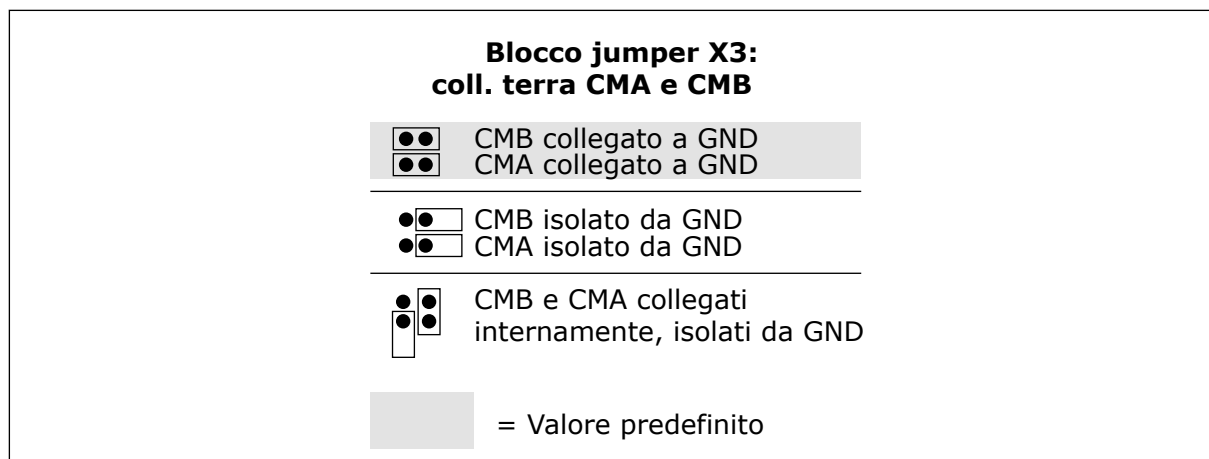 Blocco jumper X3:
coll. terra CMA e CMB
CMB collegato a GND
CMA collegato a GND
CMB isolato da GND
CMA isolato da GND
CMB e CMA collegati
internamente, isolati da GND
= Valore predefinito